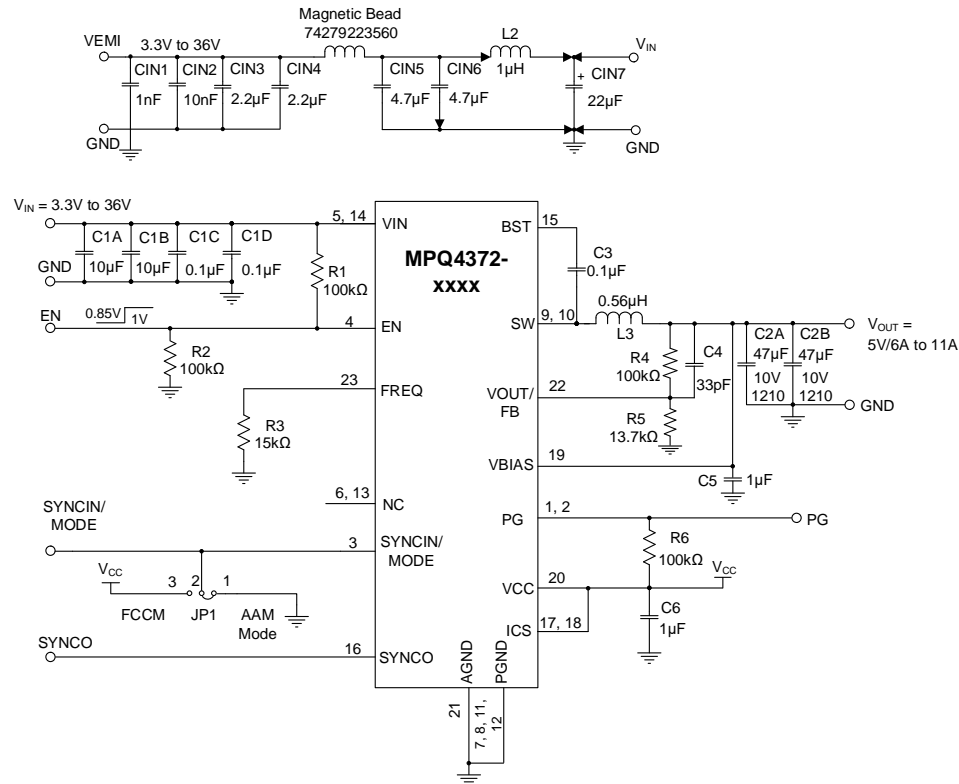 Magnetic Bead
74279223560
VEMI
3.3V to 36V
L2
1µH
VIN
CIN1
1nF
CIN2
10nF
CIN3
2.2µF
CIN4
2.2µF
CIN5
4.7µF
CIN6
4.7µF
+
CIN7
22µF
GND
GND
VIN = 3.3V to 36V
C1A
10µF
C1B
10µF
C1C
0.1µF
C1D
0.1µF
GND
R1
100kΩ
EN
0.85V
1V
R2
100kΩ
R3
15kΩ
5, 14
VIN
4
EN
23
FREQ
6, 13
NC
SYNCIN/
MODE
3
SYNCIN/
MODE
VCC
3
2
1
FCCM
JP1
AAM
Mode
SYNCO
16
SYNCO
MPQ4372-
xxxx
BST
15
C3
0.1µF
SW
9, 10
0.56µH
L3
R4
100kΩ
C4
33pF
C2A
47µF
10V
1210
C2B
47µF
10V
1210
VOUT =
5V/6A to 11A
GND
VOUT/
FB
22
R5
13.7kΩ
VBIAS
19
C5
1µF
PG
1, 2
PG
R6
100kΩ
VCC
20
VCC
ICS
17, 18
C6
1µF
AGND
PGND
21
7, 8, 11,
12